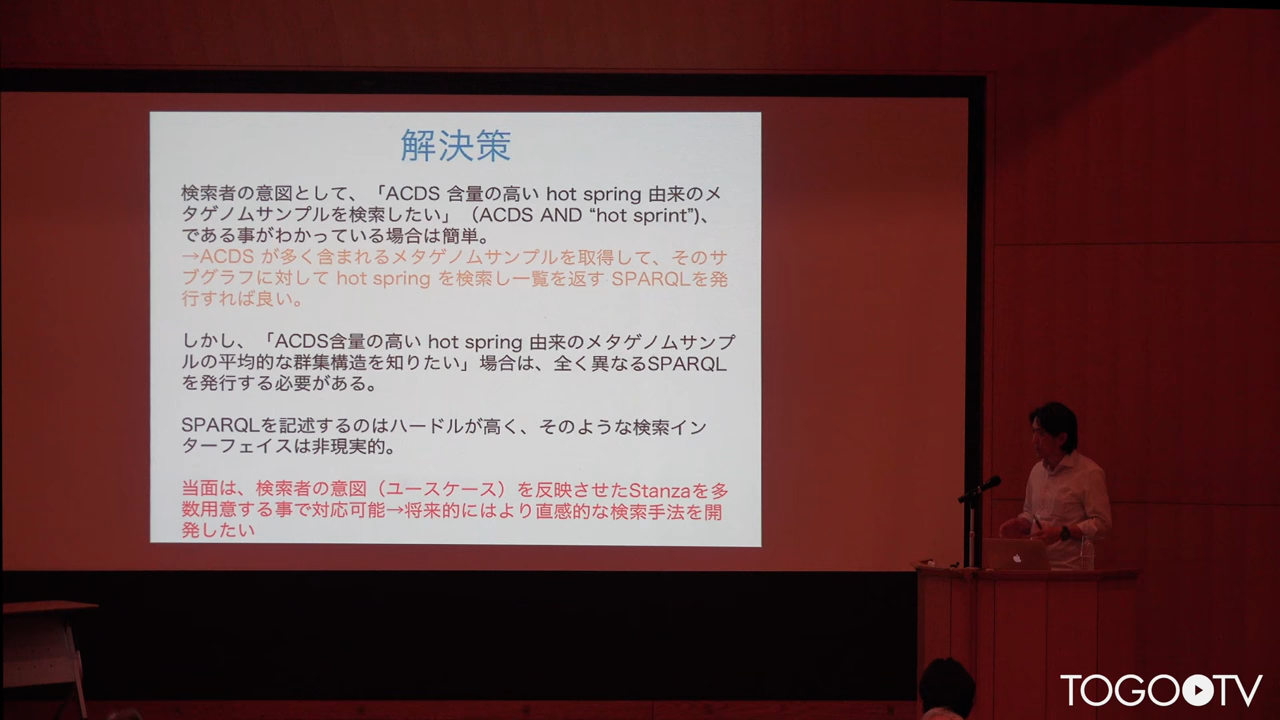 解決策
検索者の意図として、「ACDS 含量の高い hot spring 由来のメ
タゲノムサンプルを検索したい」（ACDS AND “hot sprint”）、
である事がわかっている場合は簡単。
→ACDS が多く含まれるメタゲノムサンプルを取得して、そのサ
ブグラフに対して hot spring を検索し一覧を返す SPARQLを発
行すれば良い。
しかし、「ACDS含量の高い hot spring 由来のメタゲノムサンプ
ルの平均的な群集構造を知りたい」場合は、全く異なるSPARQL
を発行する必要がある。
SPARQLを記述するのはハードルが高く、そのような検索イン
ターフェイスは非現実的。
当面は、検索者の意図（ユースケース）を反映させたStanzaを多
数用意する事で対応可能→将来的にはより直感的な検索手法を開
発したい
TOGOTV